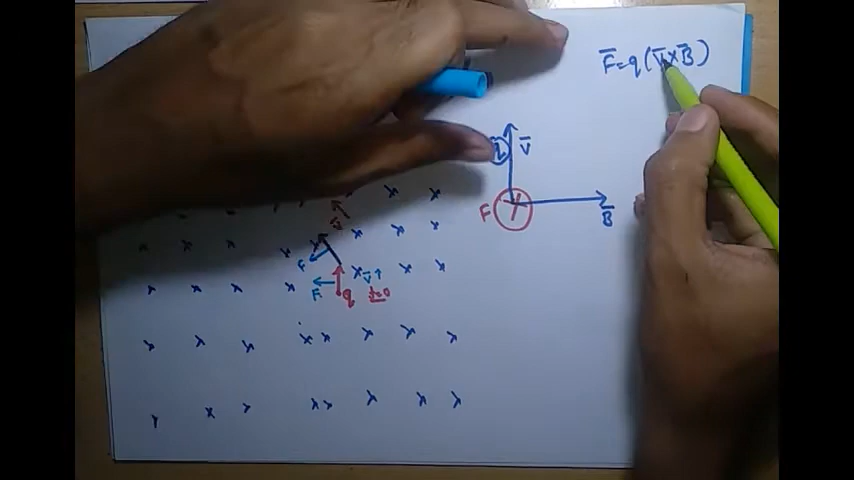 F̅=q(V̅×B̅)
V̅
F
B̅
F
V̅
F̅
q
t=0